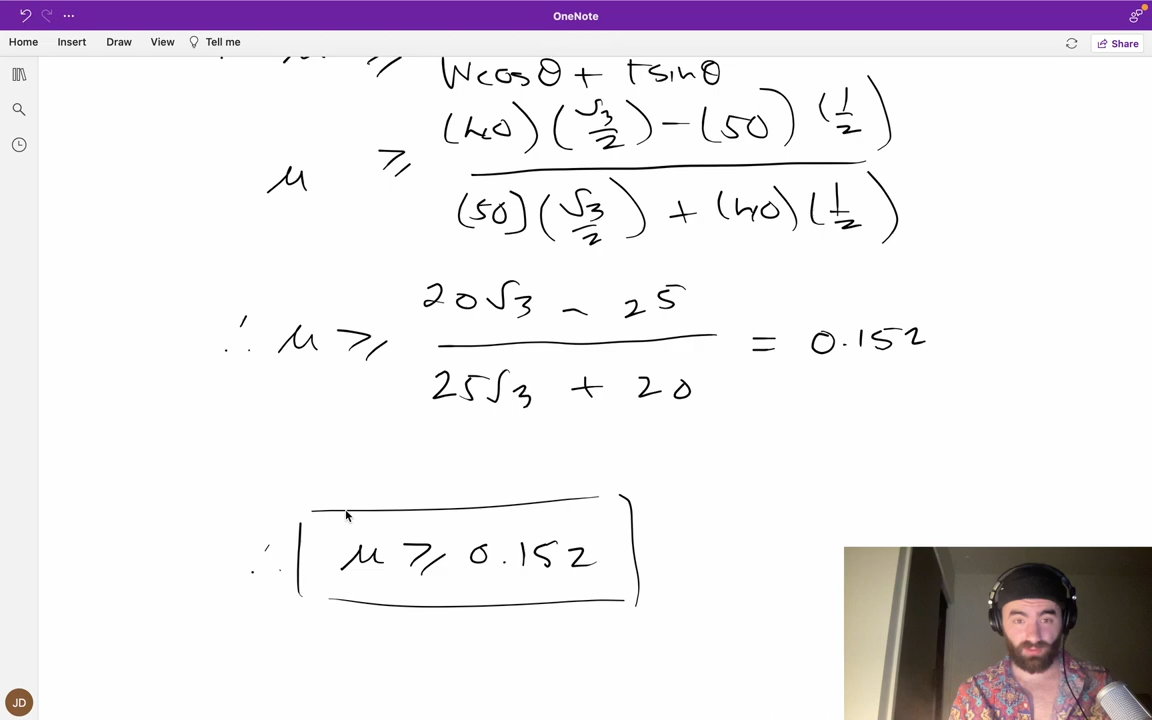 OneNote
Home Insert Draw View Tell me Share
Wcosθ + Fsinθ
μ ≥ (40)(√3/2) - (50)(1/2)
(50)(√3/2) + (40)(1/2)
∴ μ ≥ 20√3 - 25 = 0.152
25√3 + 20
∴ μ ≥ 0.152
JD